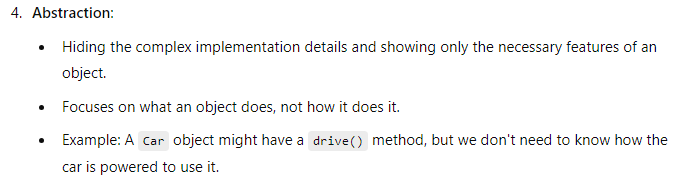 4. Abstraction:
• Hiding the complex implementation details and showing only the necessary features of an
object.
• Focuses on what an object does, not how it does it.
• Example: A Car object might have a drive() method, but we don't need to know how the
car is powered to use it.